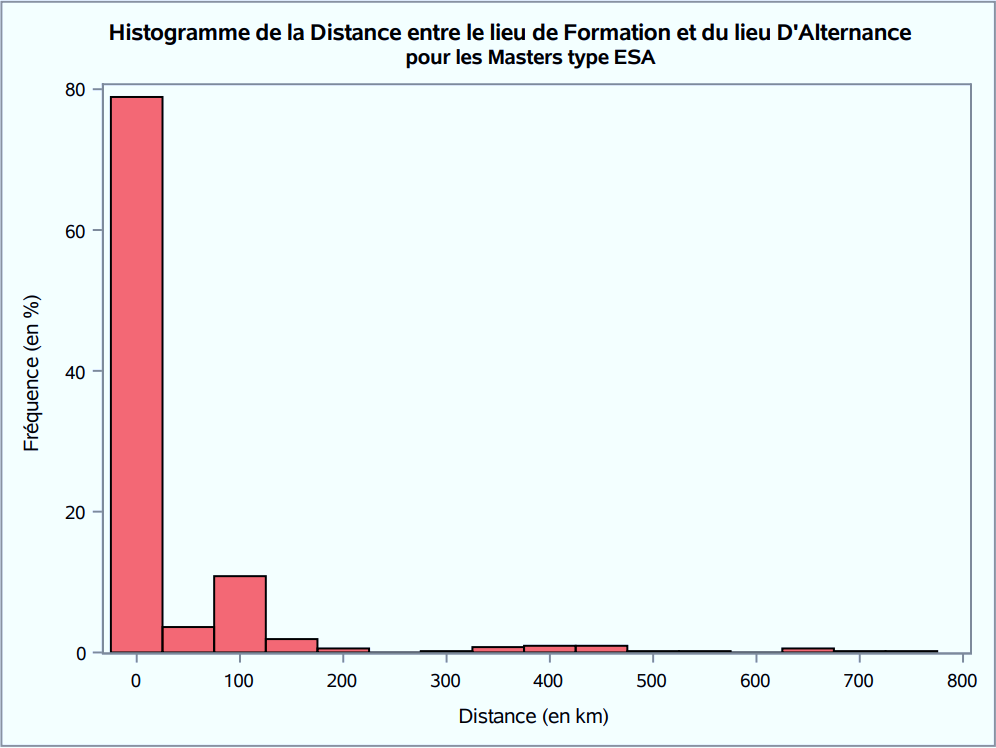 Histogramme de la Distance entre le lieu de Formation et du lieu D'Alternance
pour les Masters type ESA
80
60
40
20
0
Fréquence (en %)
0 100 200 300 400 500 600 700 800
Distance (en km)